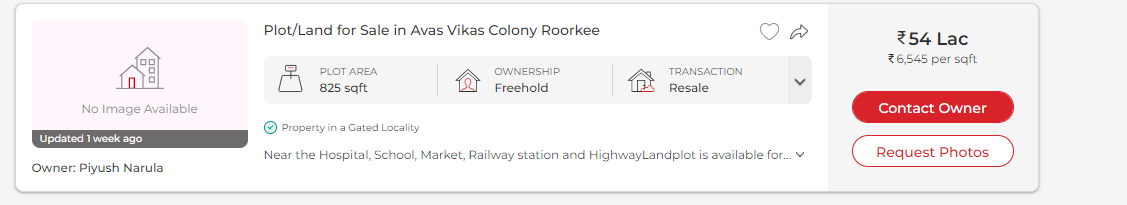 No Image Available
Updated 1 week ago
Owner: Piyush Narula
Plot/Land for Sale in Avas Vikas Colony Roorkee
PLOT AREA
825 sqft
OWNERSHIP
Freehold
TRANSACTION
Resale
Property in a Gated Locality
Near the Hospital, School, Market, Railway station and HighwayLandplot is available for...
₹54 Lac
₹6,545 per sqft
Contact Owner
Request Photos